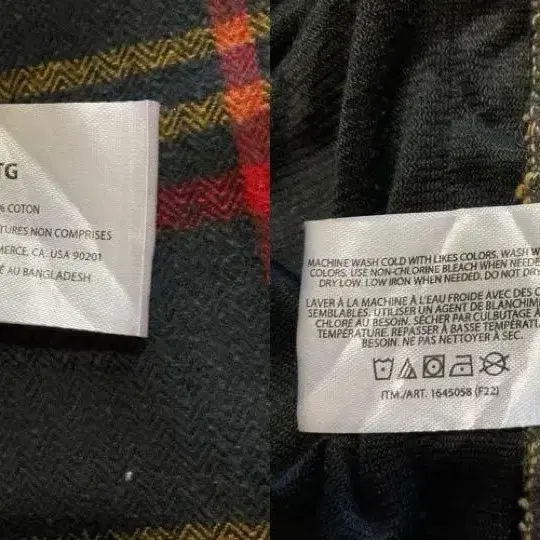 TG
% COTON
TURES NON COMPRISES
MERCE, CA. USA 90201
É AU BANGLADESH
MACHINE WASH COLD WITH LIKES COLORS. WASH W
COLORS. USE NON-CHLORINE BLEACH WHEN NEEDE
DRY LOW. LOW IRON WHEN NEEDED. DO NOT DRY
LAVER À LA MACHINE À L'EAU FROIDE AVEC DES C
SEMBLABLES. UTILISER UN AGENT DE BLANCHIM
CHLORÉ AU BESOIN. SÉCHER PAR CULBUTAGE À
TEMPÉRATURE. REPASSER À BASSE TEMPÉRATU
BESOIN. NE PAS NETTOYER À SEC.
ITM./ART. 1645058 (F22)